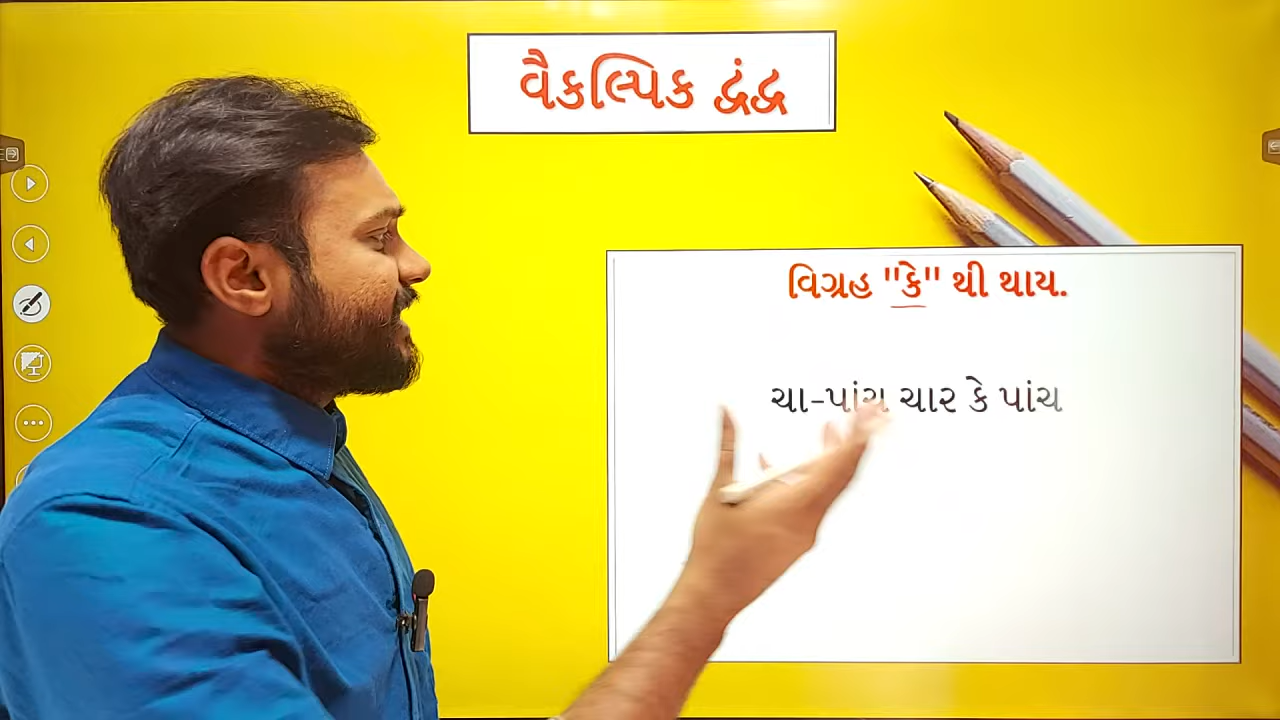 વૈકલ્પિક દ્વંદ્વ
વિગ્રહ "કે" થી થાય.
ચા-પાંચ ચાર કે પાંચ